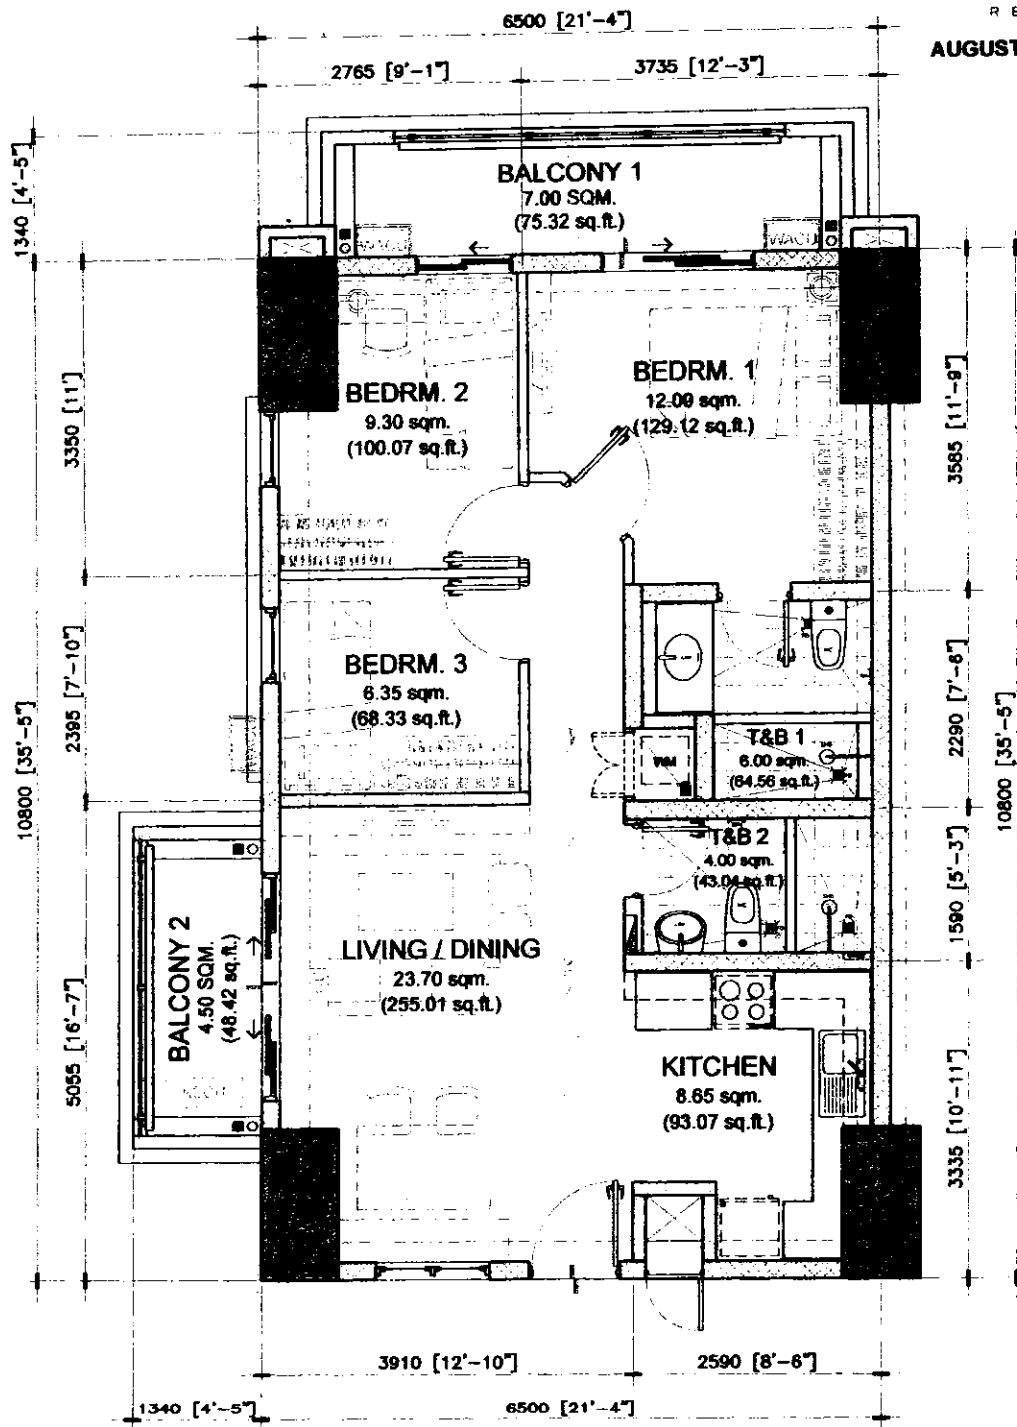 R E
AUGUST
6500 [21'-4"]
2765 [9'-1"]
3735 [12'-3"]
1340 [4'-5"]
BALCONY 1
7.00 SQM.
(75.32 sq.ft.)
WACU
WACU
3350 [11']
BEDRM. 2
9.30 sqm.
(100.07 sq.ft.)
BEDRM. 1
12.09 sqm.
(129.12 sq.ft.)
3585 [11'-9"]
10800 [35'-5"]
2395 [7'-10"]
BEDRM. 3
6.35 sqm.
(68.33 sq.ft.)
2290 [7'-6"]
10800 [35'-5"]
WM
T&B 1
6.00 sqm.
(64.56 sq.ft.)
T&B 2
4.00 sqm.
(43.04 sq.ft.)
1590 [5'-3"]
BALCONY 2
4.50 SQM.
(48.42 sq.ft.)
LIVING / DINING
23.70 sqm.
(255.01 sq.ft.)
5055 [16'-7"]
KITCHEN
8.65 sqm.
(93.07 sq.ft.)
3335 [10'-11"]
3910 [12'-10"]
2590 [8'-6"]
1340 [4'-5"]
6500 [21'-4"]